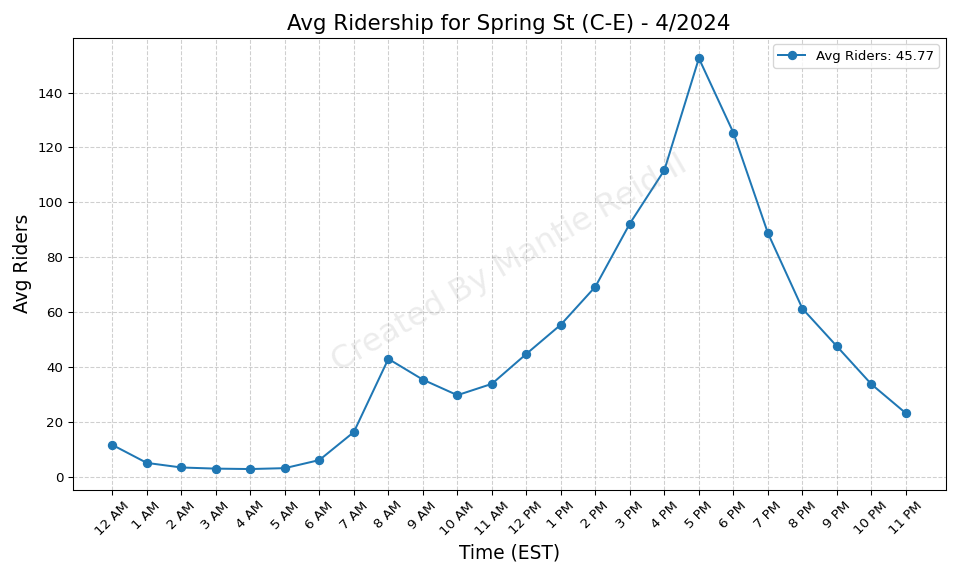 Avg Ridership for Spring St (C-E) - 4/2024
Avg Riders: 45.77
Avg Riders
140
120
100
80
60
40
20
0
Created By Mantle Reid II
12 AM
1 AM
2 AM
3 AM
4 AM
5 AM
6 AM
7 AM
8 AM
9 AM
10 AM
11 AM
12 PM
1 PM
2 PM
3 PM
4 PM
5 PM
6 PM
7 PM
8 PM
9 PM
10 PM
11 PM
Time (EST)